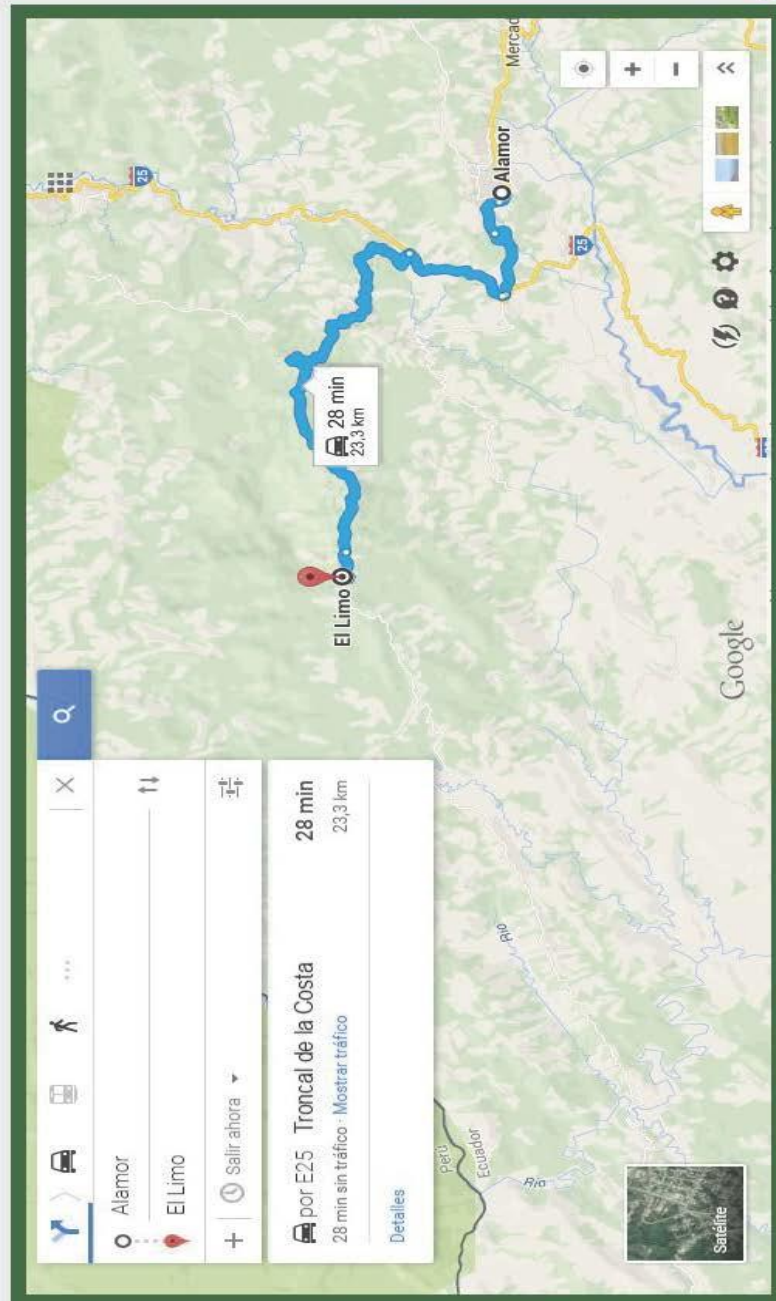 Alamor
El Limo
+
Salir ahora
por E25 Troncal de la Costa
28 min
28 min sin tráfico · Mostrar tráfico
23,3 km
Detalles
25
El Limo
28 min
23,3 km
Alamor
Mercad
25
Perú
Ecuador
Río
Río
Satélite
Google
+
-